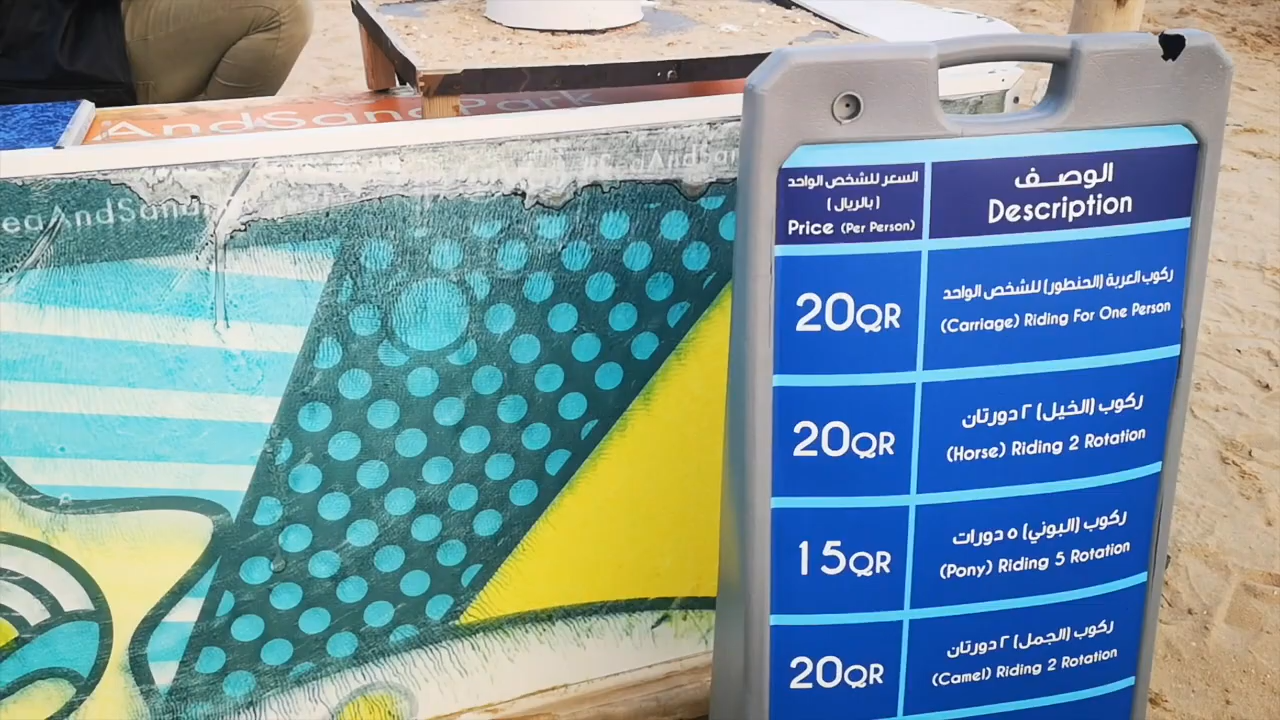 AndSandPark
eaAndSand
AndSan
السعر للشخص الواحد
(بالريال)
Price (Per Person)
الوصف
Description
20QR
ركوب العربة (الحنطور) للشخص الواحد
(Carriage) Riding For One Person
20QR
ركوب (الخيل) ٢ دورتان
(Horse) Riding 2 Rotation
15QR
ركوب (البوني) ٥ دورات
(Pony) Riding 5 Rotation
20QR
ركوب (الجمل) ٢ دورتان
(Camel) Riding 2 Rotation